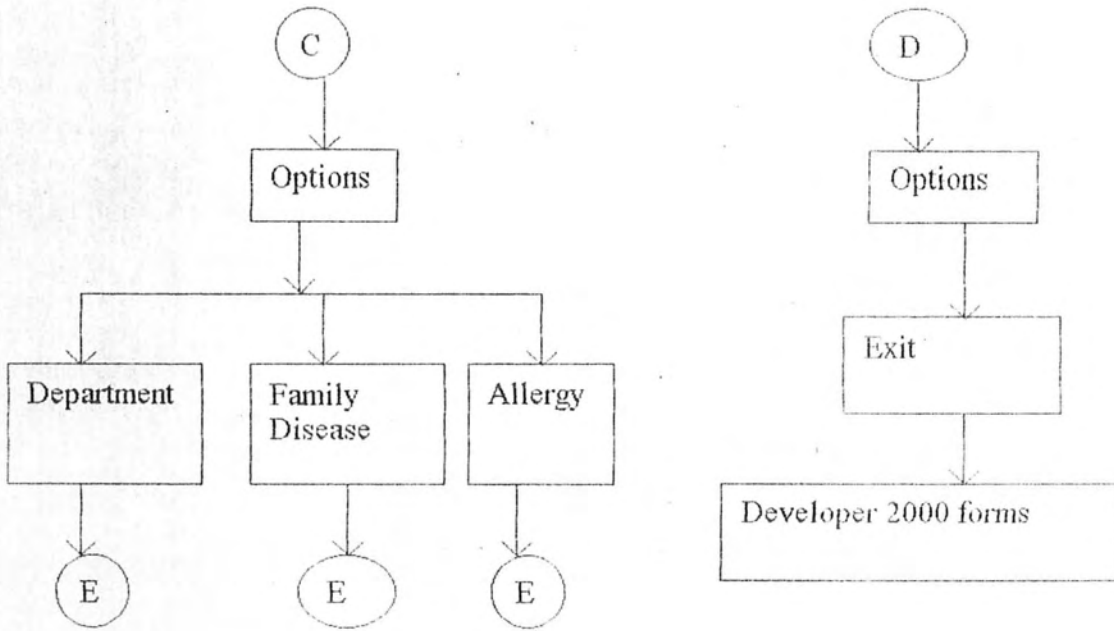 C
D
Options
Options
Exit
Department
Family
Disease
Allergy
Developer 2000 forms
E
E
E